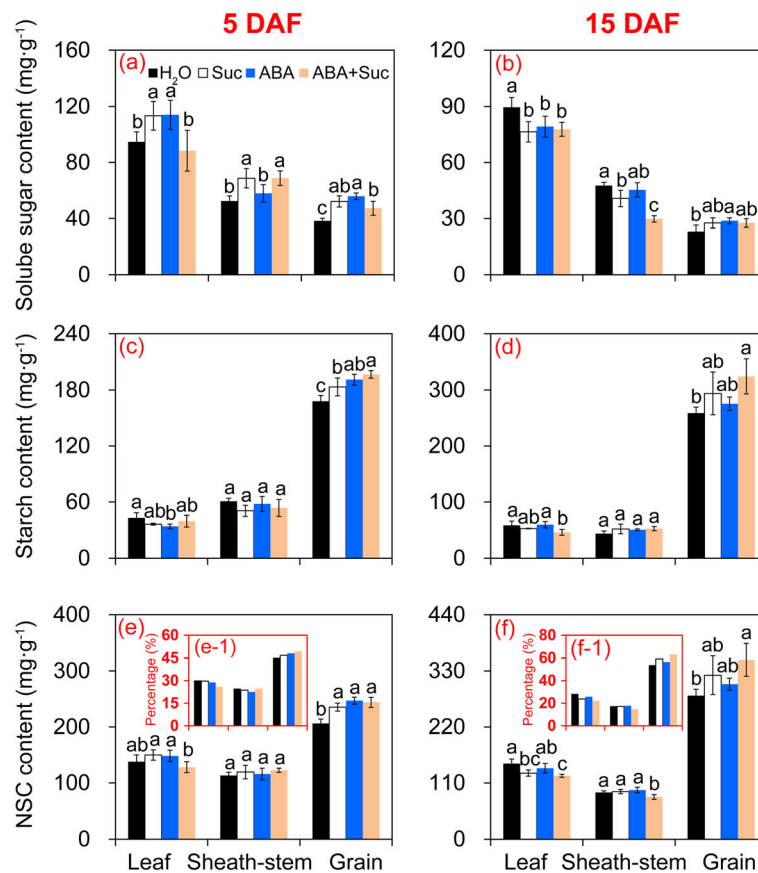 5 DAF
15 DAF
Solube sugar content (mg·g⁻¹)
160
120
80
40
0
(a)
H₂O Suc ABA ABA+Suc
b a a b
b a b a
c ab a b
120
90
60
30
0
(b)
a b b b
a b ab c
b ab a ab
Starch content (mg·g⁻¹)
240
180
120
60
0
(c)
a ab b ab
a a a a
c b ab a
400
300
200
100
0
(d)
a ab a b
a a a a
b ab ab a
NSC content (mg·g⁻¹)
400
300
200
100
0
(e)
Percentage (%)
60
45
30
15
0
(e-1)
ab a a b
a a a a
b a a a
Leaf Sheath-stem Grain
440
330
220
110
0
(f)
Percentage (%)
80
60
40
20
0
(f-1)
a bc ab c
a a a b
b ab ab a
Leaf Sheath-stem Grain